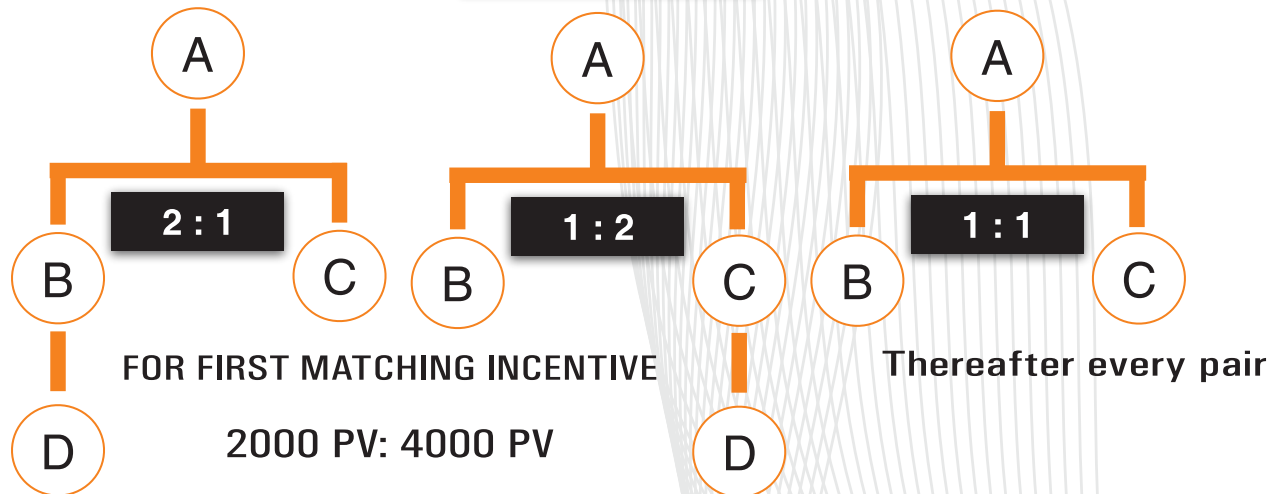 A
A
A
2 : 1
1 : 2
1 : 1
B
C
B
C
B
C
FOR FIRST MATCHING INCENTIVE
Thereafter every pair
2000 PV: 4000 PV
D
D